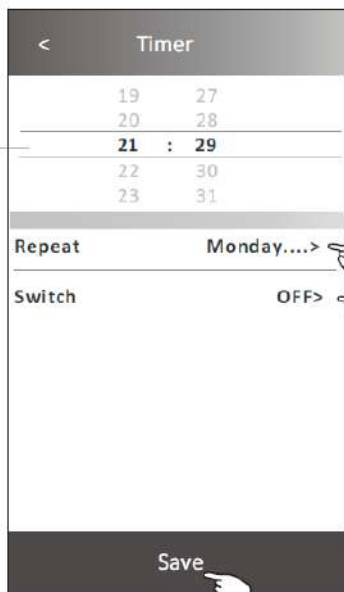 < Timer
19 27
20 28
21 : 29
22 30
23 31
Repeat Monday....>
Switch OFF>
Save